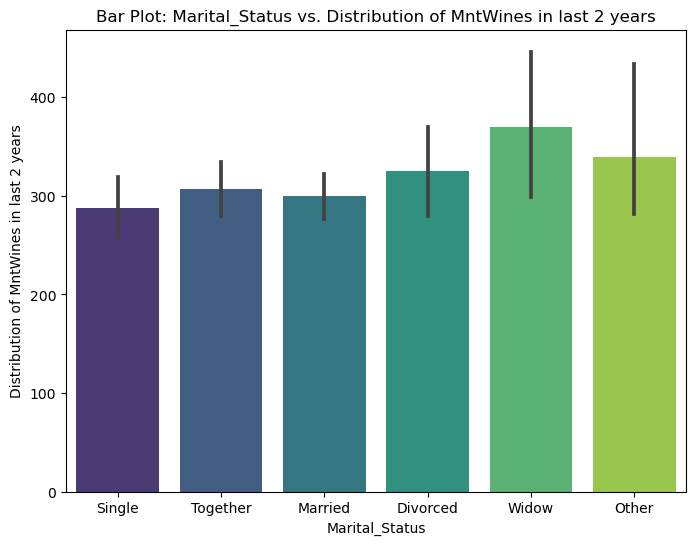 Bar Plot: Marital_Status vs. Distribution of MntWines in last 2 years
Distribution of MntWines in last 2 years
400
300
200
100
0
Single Together Married Divorced Widow Other
Marital_Status